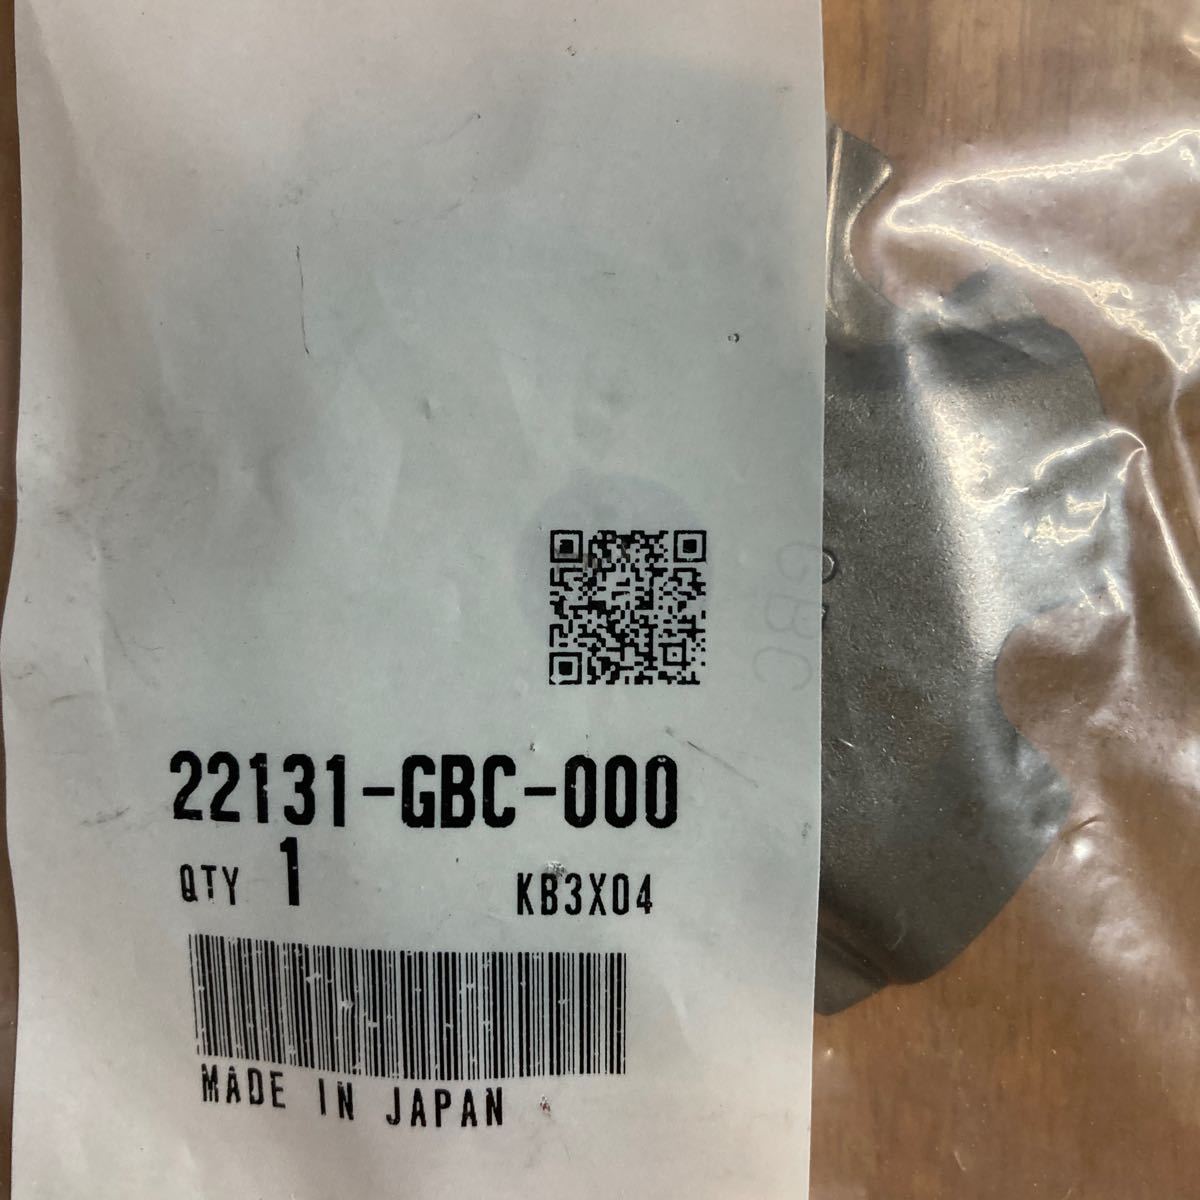 GBC
22131-GBC-000
QTY 1 KB3X04
MADE IN JAPAN